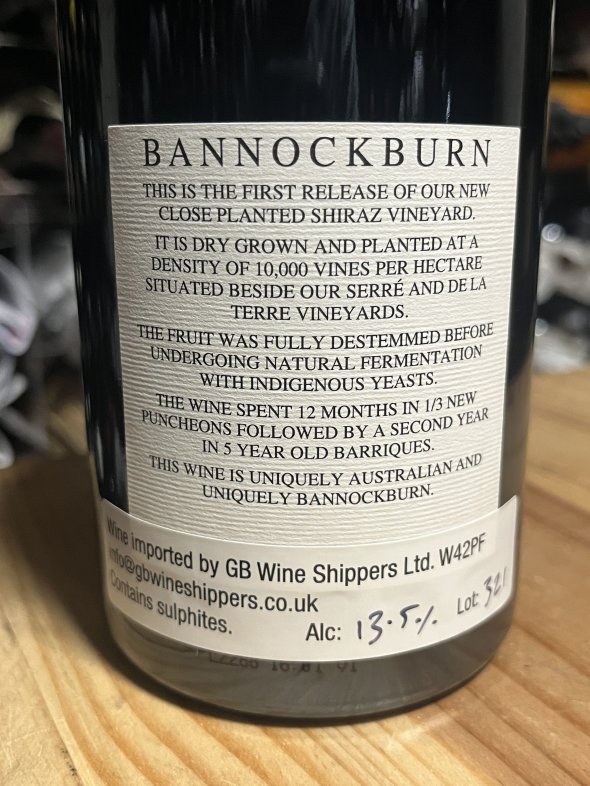 BANNOCKBURN
THIS IS THE FIRST RELEASE OF OUR NEW
CLOSE PLANTED SHIRAZ VINEYARD.
IT IS DRY GROWN AND PLANTED AT A
DENSITY OF 10,000 VINES PER HECTARE
SITUATED BESIDE OUR SERRÉ AND DE LA
TERRE VINEYARDS.
THE FRUIT WAS FULLY DESTEMMED BEFORE
UNDERGOING NATURAL FERMENTATION
WITH INDIGENOUS YEASTS.
THE WINE SPENT 12 MONTHS IN 1/3 NEW
PUNCHEONS FOLLOWED BY A SECOND YEAR
IN 5 YEAR OLD BARRIQUES.
THIS WINE IS UNIQUELY AUSTRALIAN AND
UNIQUELY BANNOCKBURN.
Wine imported by GB Wine Shippers Ltd. W42PF
info@gbwineshippers.co.uk
Contains sulphites.
Alc: 13.5% Lot: 321